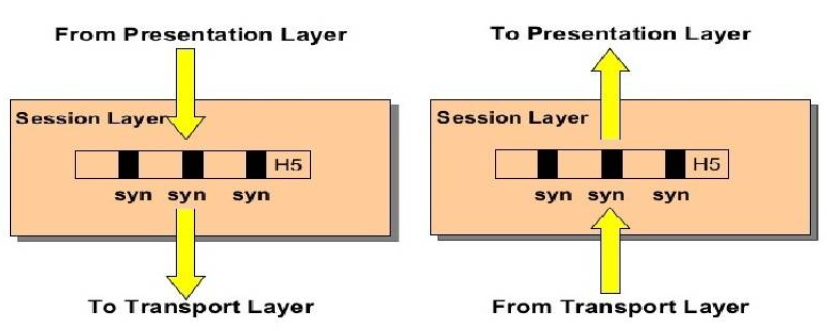 From Presentation Layer
Session Layer
H5
syn syn syn
To Transport Layer
To Presentation Layer
Session Layer
H5
syn syn syn
From Transport Layer